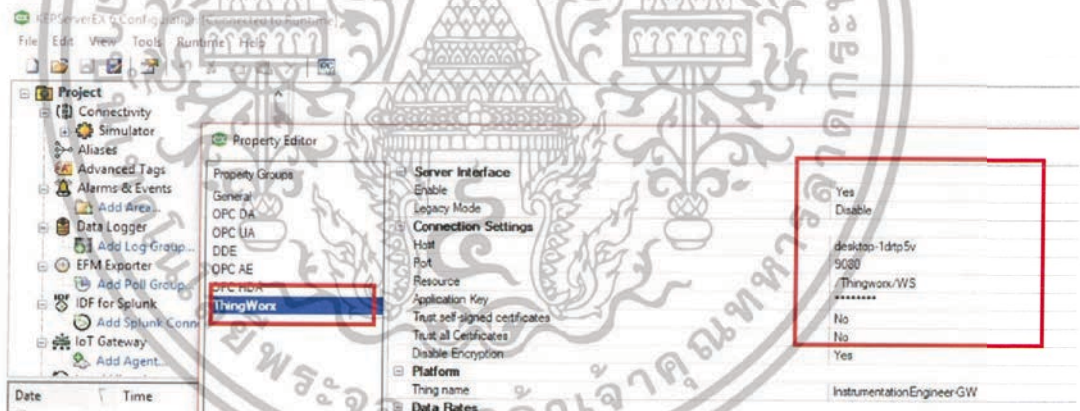 KEPServerEX 6 Configuration [Connected to Runtime]
File Edit View Tools Runtime Help
Project
Connectivity
Simulator
Aliases
Advanced Tags
Alarms & Events
Add Area...
Data Logger
Add Log Group...
EFM Exporter
Add Poll Group...
IDF for Splunk
Add Splunk Conn
IoT Gateway
Add Agent...
Date Time
Property Editor
Property Groups
General
OPC DA
OPC UA
DDE
OPC AE
OPC HDA
ThingWorx
Server Interface
Enable Yes
Legacy Mode Disable
Connection Settings
Host desktop-1drtp5v
Port 9080
Resource /Thingworx/WS
Application Key ********
Trust self-signed certificates No
Trust all Certificates No
Disable Encryption Yes
Platform
Thing name InstrumentationEngineer-GW
Data Rates